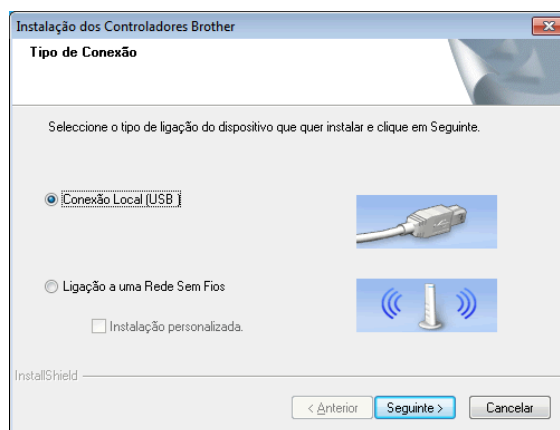 Instalação dos Controladores Brother
Tipo de Conexão
Seleccione o tipo de ligação do dispositivo que quer instalar e clique em Seguinte.
Conexão Local (USB )
Ligação a uma Rede Sem Fios
Instalação personalizada.
InstallShield
< Anterior Seguinte > Cancelar